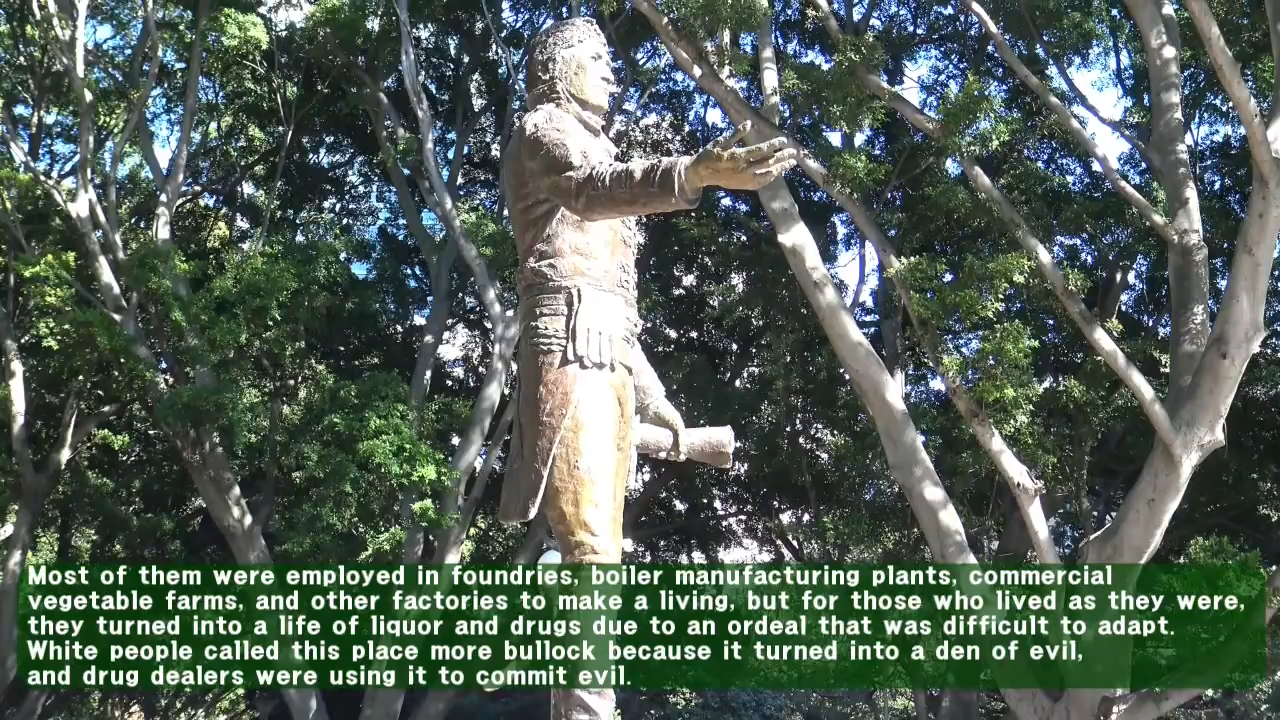 Most of them were employed in foundries, boiler manufacturing plants, commercial
vegetable farms, and other factories to make a living, but for those who lived as they were,
they turned into a life of liquor and drugs due to an ordeal that was difficult to adapt.
White people called this place more bullock because it turned into a den of evil,
and drug dealers were using it to commit evil.